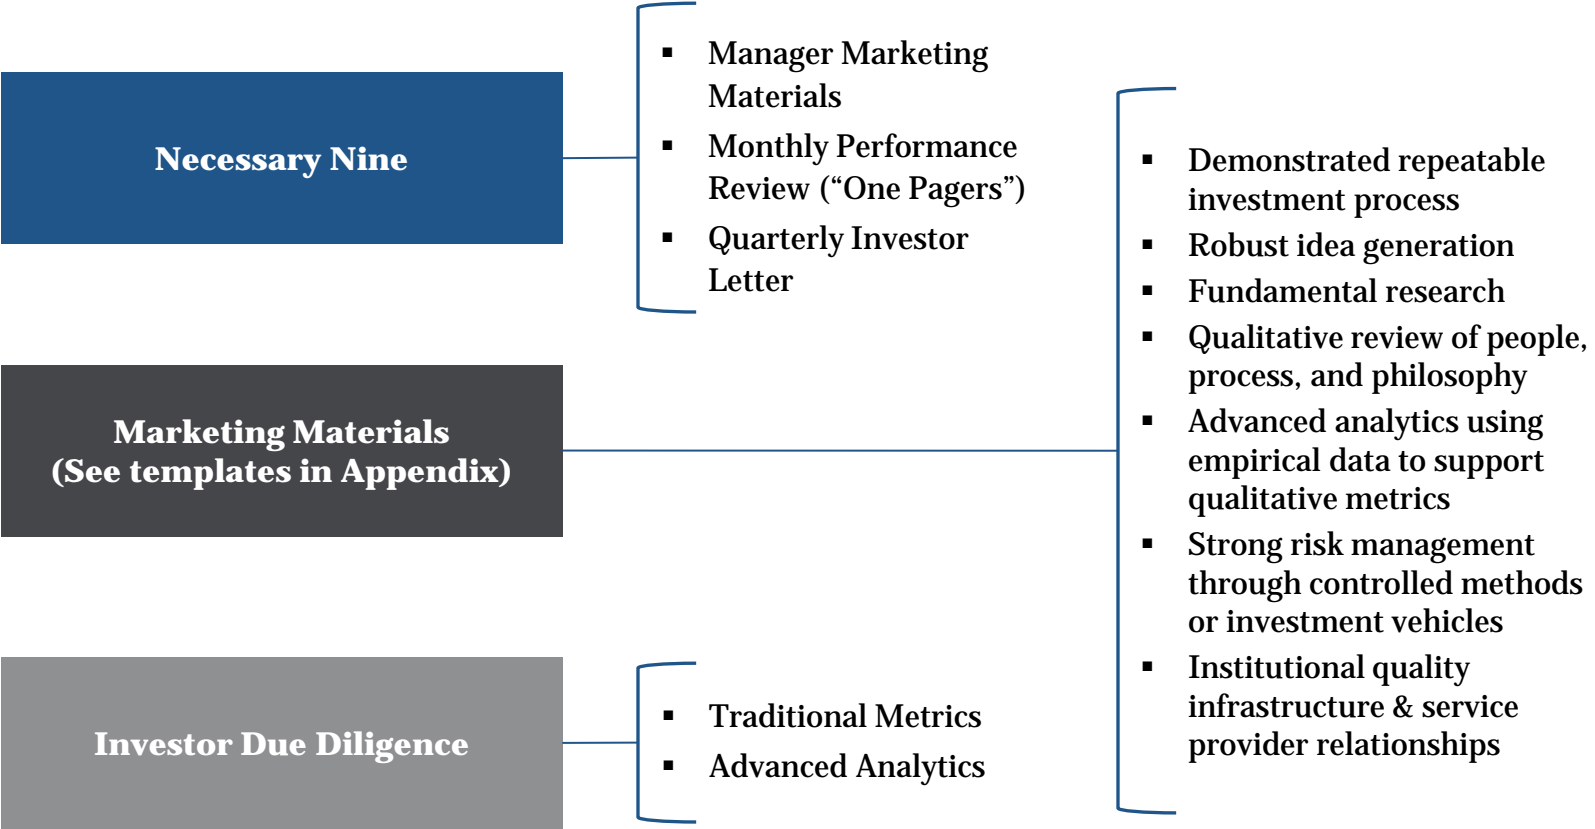 Necessary Nine
▪ Manager Marketing
Materials
▪ Monthly Performance
Review (“One Pagers”)
▪ Quarterly Investor
Letter
Marketing Materials
(See templates in Appendix)
▪ Demonstrated repeatable
investment process
▪ Robust idea generation
▪ Fundamental research
▪ Qualitative review of people,
process, and philosophy
▪ Advanced analytics using
empirical data to support
qualitative metrics
▪ Strong risk management
through controlled methods
or investment vehicles
▪ Institutional quality
infrastructure & service
provider relationships
Investor Due Diligence
▪ Traditional Metrics
▪ Advanced Analytics